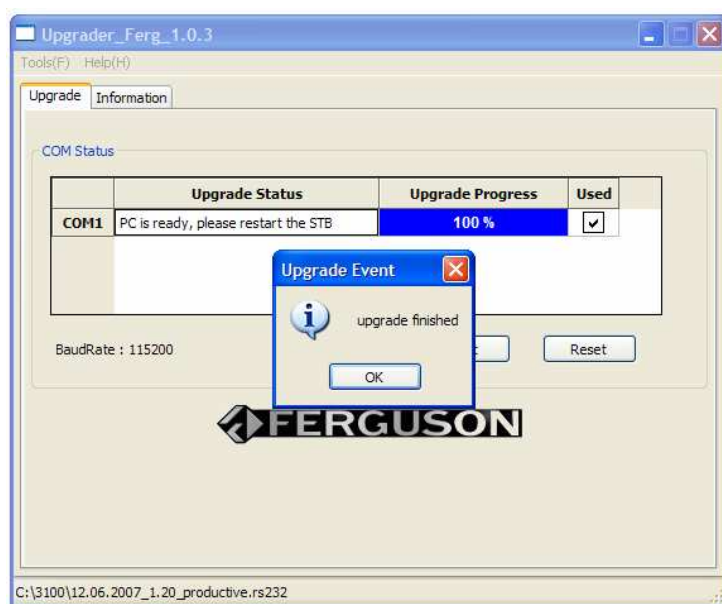 Upgrader_Ferg_1.0.3
Tools(F) Help(H)
Upgrade Information
COM Status
Upgrade Status Upgrade Progress Used
COM1 PC is ready, please restart the STB 100 %
Upgrade Event
upgrade finished
OK
BaudRate : 115200
Reset
FERGUSON
C:\3100\12.06.2007_1.20_productive.rs232